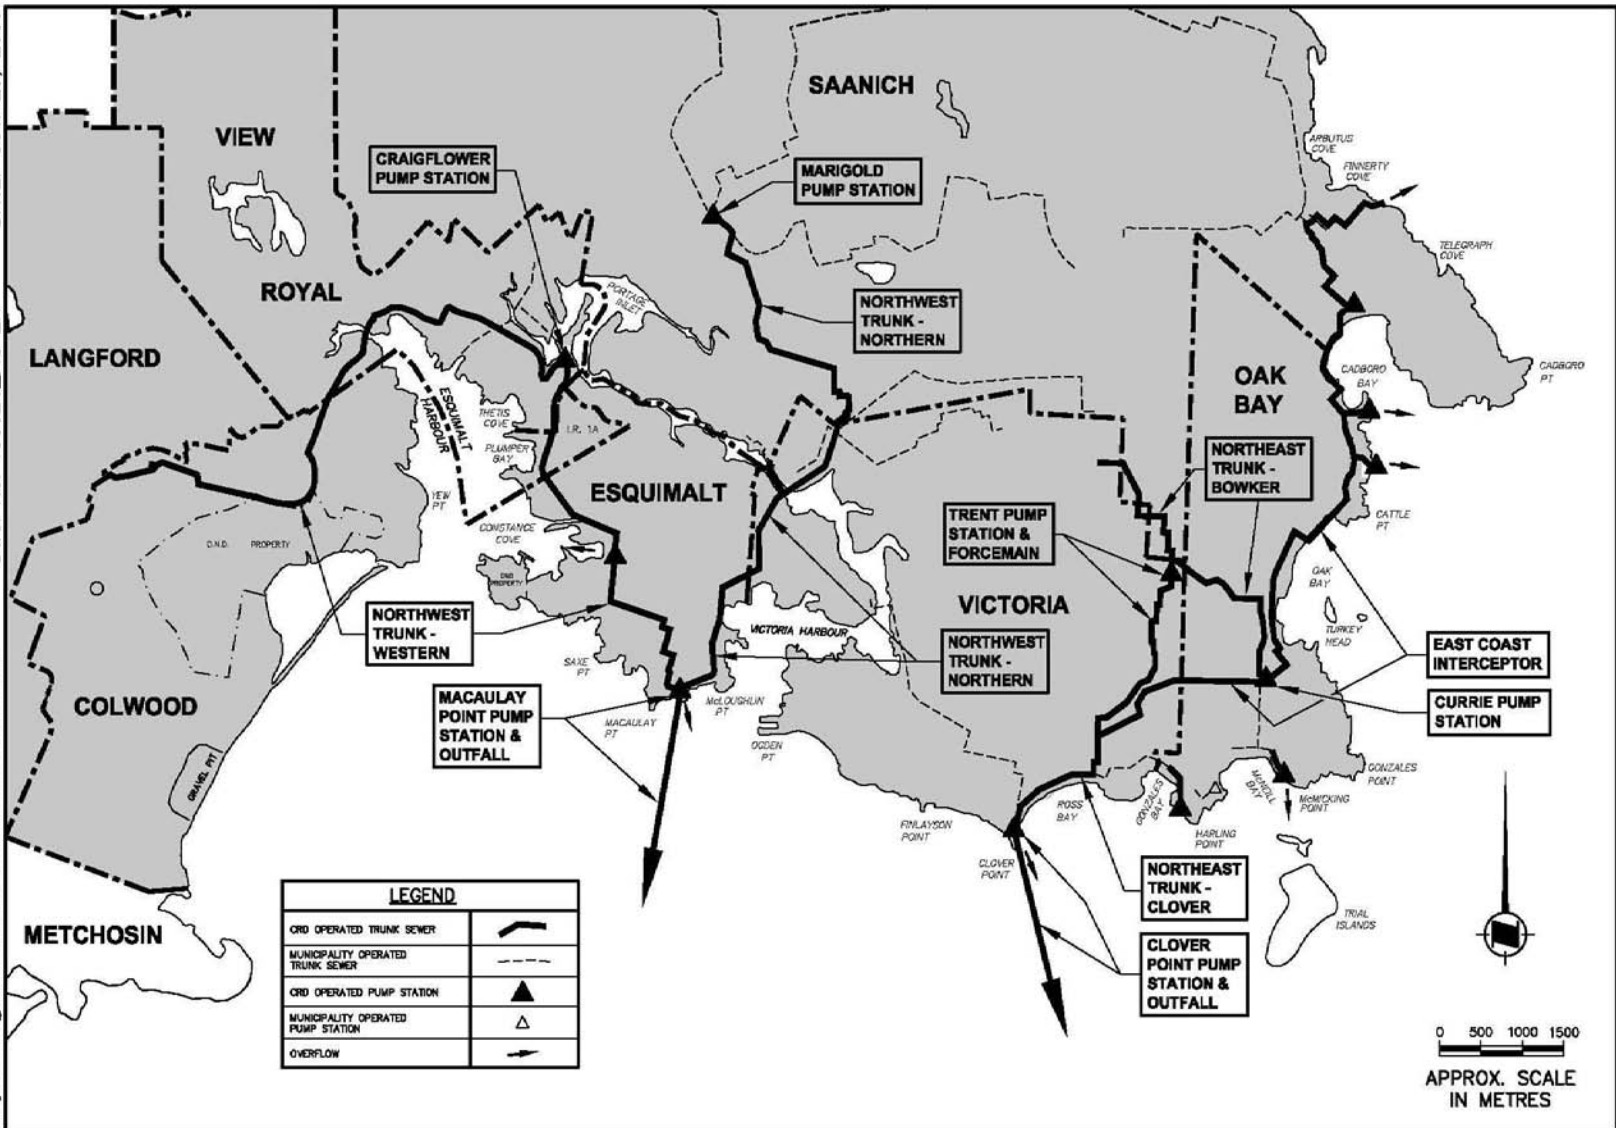 SAANICH
VIEW
ROYAL
LANGFORD
COLWOOD
METCHOSIN
ESQUIMALT
VICTORIA
OAK
BAY
CRAIGFLOWER
PUMP STATION
MARIGOLD
PUMP STATION
NORTHWEST
TRUNK -
NORTHERN
NORTHEAST
TRUNK -
BOWKER
TRENT PUMP
STATION &
FORCEMAIN
NORTHWEST
TRUNK -
WESTERN
NORTHWEST
TRUNK -
NORTHERN
EAST COAST
INTERCEPTOR
CURRIE PUMP
STATION
MACAULAY
POINT PUMP
STATION &
OUTFALL
NORTHEAST
TRUNK -
CLOVER
CLOVER
POINT PUMP
STATION &
OUTFALL
ARBUTUS
COVE
FINNERTY
COVE
TELEGRAPH
COVE
CADBORO
PT
CADBORO
BAY
CATTLE
PT
OAK
BAY
TURKEY
HEAD
GONZALES
POINT
McMICKING
POINT
McNEILL
BAY
HARLING
POINT
GONZALES
BAY
TRIAL
ISLANDS
ROSS
BAY
CLOVER
POINT
FINLAYSON
POINT
OGDEN
PT
VICTORIA HARBOUR
McLOUGHLIN
PT
MACAULAY
PT
SAXE
PT
DND
PROPERTY
CONSTANCE
COVE
YEW
PT
PLUMPER
BAY
THETIS
COVE
I.R. 1A
ESQUIMALT
HARBOUR
PORTAGE
INLET
D.N.D. PROPERTY
GRAVEL PIT
LEGEND
CRD OPERATED TRUNK SEWER
MUNICIPALITY OPERATED
TRUNK SEWER
CRD OPERATED PUMP STATION
MUNICIPALITY OPERATED
PUMP STATION
OVERFLOW
0 500 1000 1500
APPROX. SCALE
IN METRES